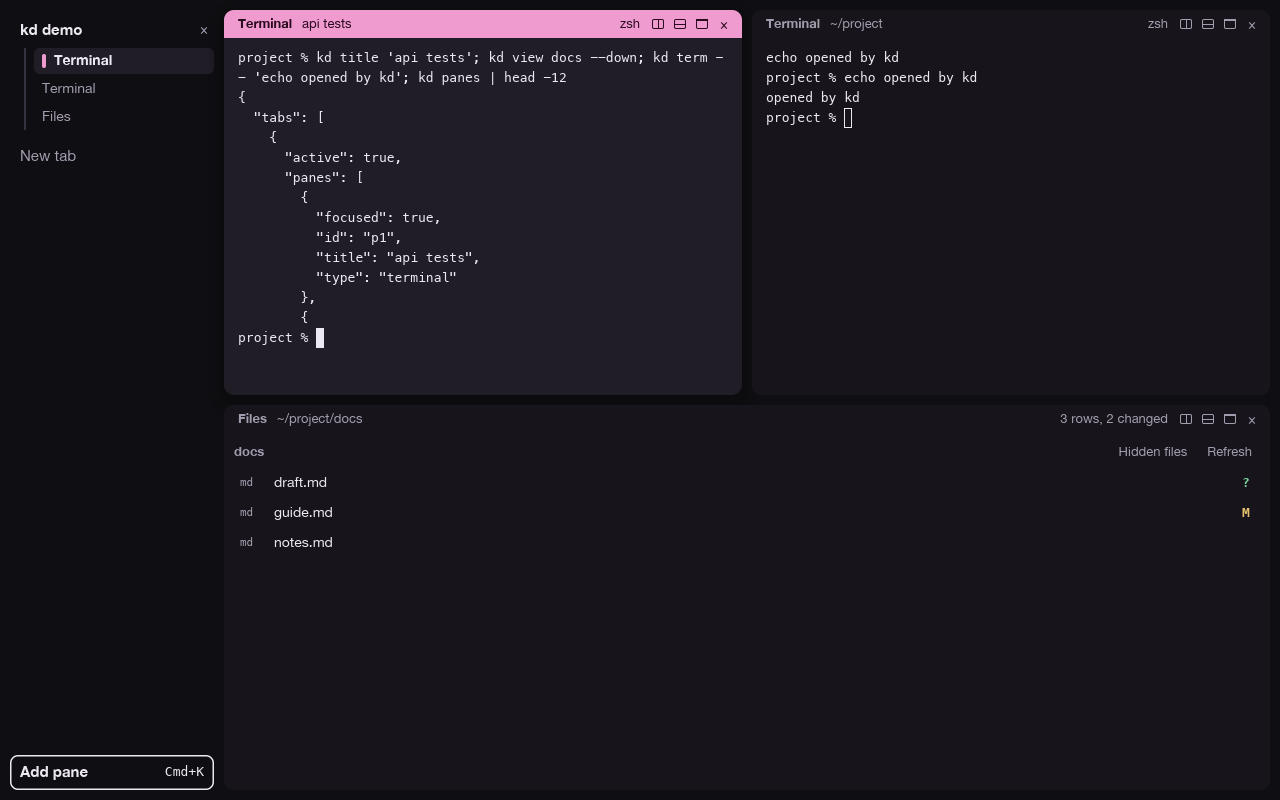 kd demo ×
Terminal
Terminal
Files
New tab
Add pane Cmd+K
Terminal api tests zsh ×
project % kd title 'api tests'; kd view docs --down; kd term -
- 'echo opened by kd'; kd panes | head -12
{
"tabs": [
{
"active": true,
"panes": [
{
"focused": true,
"id": "p1",
"title": "api tests",
"type": "terminal"
},
{
project %
Terminal ~/project zsh ×
echo opened by kd
project % echo opened by kd
opened by kd
project %
Files ~/project/docs 3 rows, 2 changed ×
docs Hidden files Refresh
md draft.md ?
md guide.md M
md notes.md